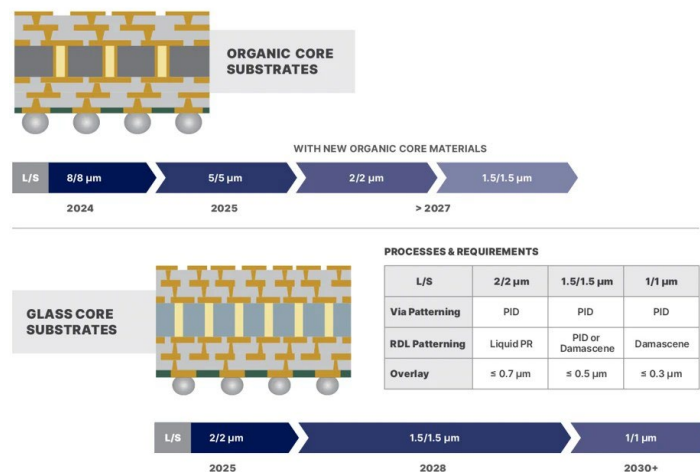 ORGANIC CORE
SUBSTRATES
WITH NEW ORGANIC CORE MATERIALS
L/S 8/8 µm 5/5 µm 2/2 µm 1.5/1.5 µm
2024 2025 > 2027
PROCESSES & REQUIREMENTS
L/S 2/2 µm 1.5/1.5 µm 1/1 µm
Via Patterning PID PID PID
RDL Patterning Liquid PR PID or Damascene Damascene
Overlay ≤ 0.7 µm ≤ 0.5 µm ≤ 0.3 µm
GLASS CORE
SUBSTRATES
L/S 2/2 µm 1.5/1.5 µm 1/1 µm
2025 2028 2030+